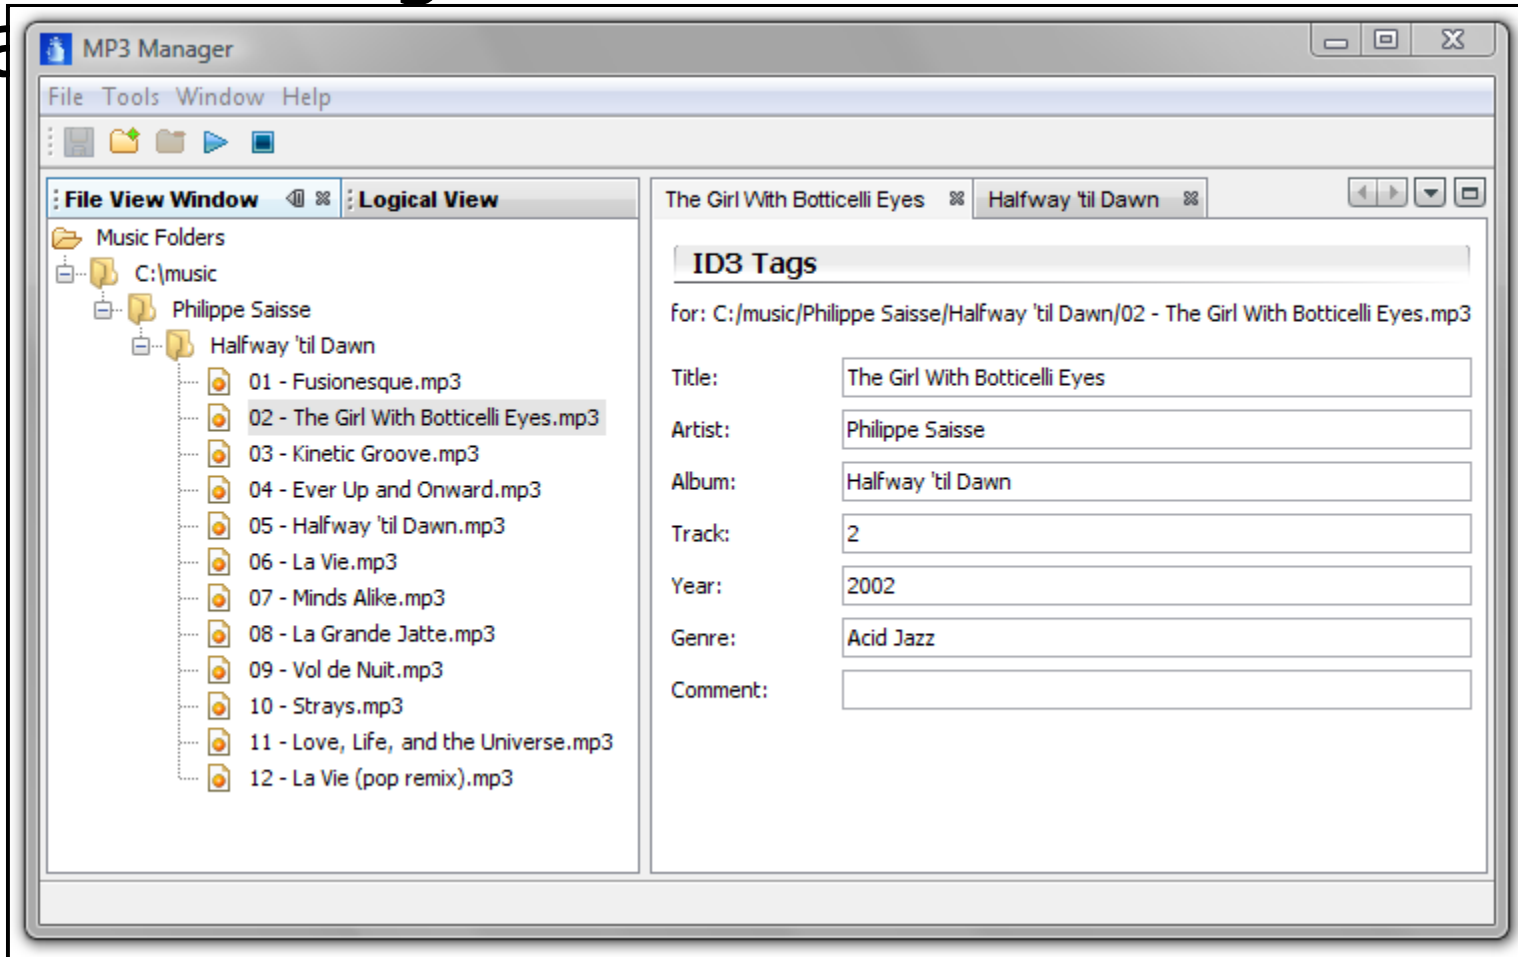 MP3 Manager
File Tools Window Help
File View Window
Logical View
Music Folders
C:\music
Philippe Saisse
Halfway 'til Dawn
01 - Fusionesque.mp3
02 - The Girl With Botticelli Eyes.mp3
03 - Kinetic Groove.mp3
04 - Ever Up and Onward.mp3
05 - Halfway 'til Dawn.mp3
06 - La Vie.mp3
07 - Minds Alike.mp3
08 - La Grande Jatte.mp3
09 - Vol de Nuit.mp3
10 - Strays.mp3
11 - Love, Life, and the Universe.mp3
12 - La Vie (pop remix).mp3
The Girl With Botticelli Eyes
Halfway 'til Dawn
ID3 Tags
for: C:/music/Philippe Saisse/Halfway 'til Dawn/02 - The Girl With Botticelli Eyes.mp3
Title: The Girl With Botticelli Eyes
Artist: Philippe Saisse
Album: Halfway 'til Dawn
Track: 2
Year: 2002
Genre: Acid Jazz
Comment: